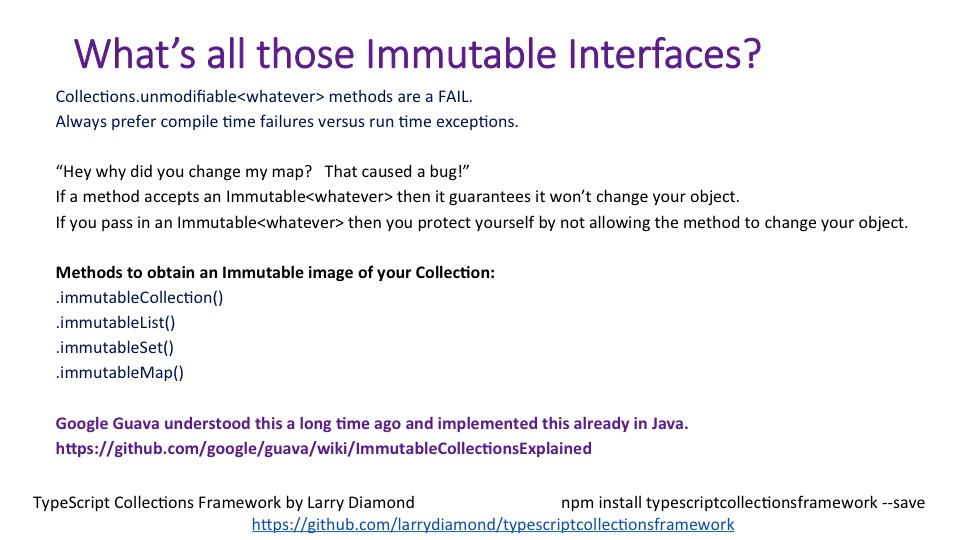 What’s all those Immutable Interfaces?
Collections.unmodifiable<whatever> methods are a FAIL.
Always prefer compile time failures versus run time exceptions.
“Hey why did you change my map?   That caused a bug!”
If a method accepts an Immutable<whatever> then it guarantees it won’t change your object.
If you pass in an Immutable<whatever> then you protect yourself by not allowing the method to change your object.
Methods to obtain an Immutable image of your Collection:
.immutableCollection()
.immutableList()
.immutableSet()
.immutableMap()
Google Guava understood this a long time ago and implemented this already in Java.
https://github.com/google/guava/wiki/ImmutableCollectionsExplained
TypeScript Collections Framework by Larry Diamond
npm install typescriptcollectionsframework --save
https://github.com/larrydiamond/typescriptcollectionsframework